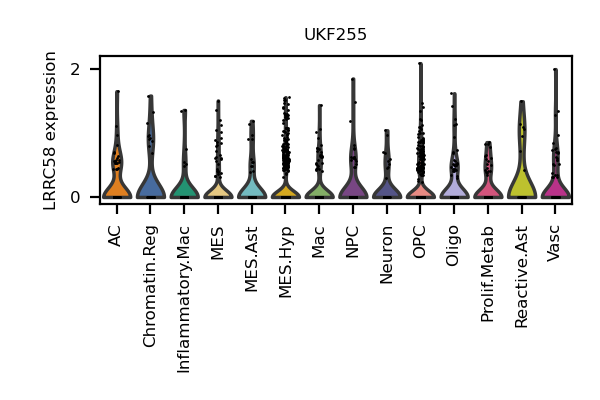 UKF255
LRRC58 expression
2
0
AC
Chromatin.Reg
Inflammatory.Mac
MES
MES.Ast
MES.Hyp
Mac
NPC
Neuron
OPC
Oligo
Prolif.Metab
Reactive.Ast
Vasc